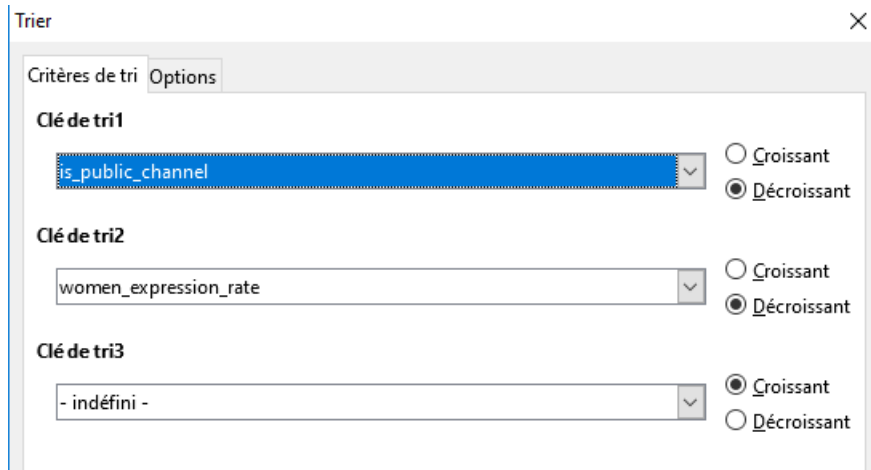 Trier
Critères de tri Options
Clé de tri1
is_public_channel
Croissant
Décroissant
Clé de tri2
women_expression_rate
Croissant
Décroissant
Clé de tri3
- indéfini -
Croissant
Décroissant